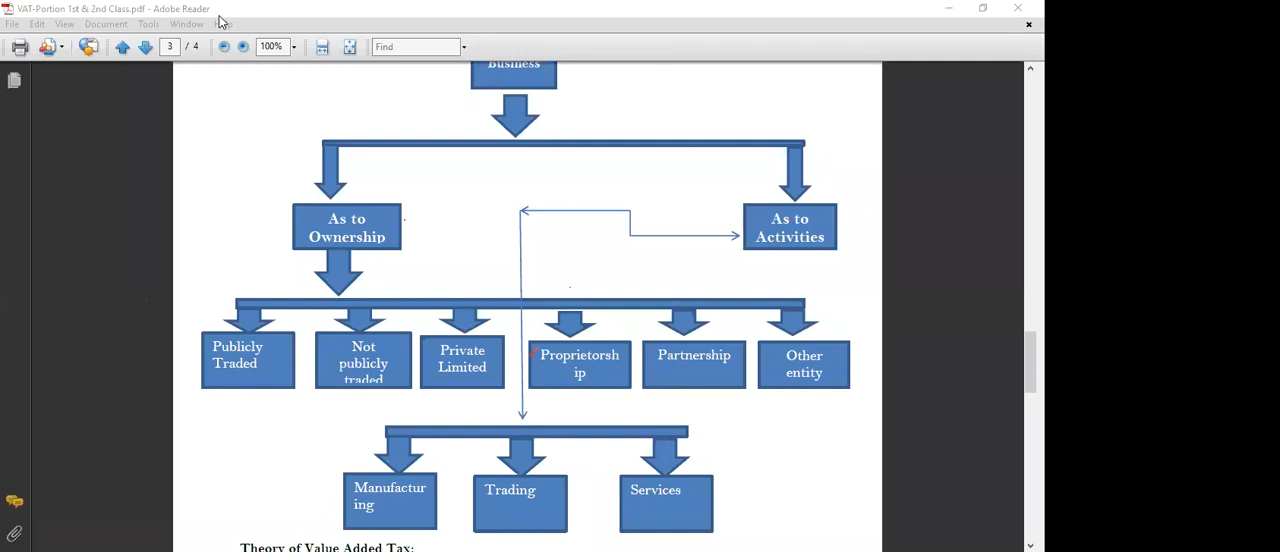 VAT-Portion 1st & 2nd Class.pdf - Adobe Reader
File Edit View Document Tools Window Help
3 / 4 100% Find
Business
As to
Ownership
As to
Activities
Publicly
Traded
Not
publicly
traded
Private
Limited
Proprietorsh
ip
Partnership
Other
entity
Manufactur
ing
Trading
Services
Theory of Value Added Tax: